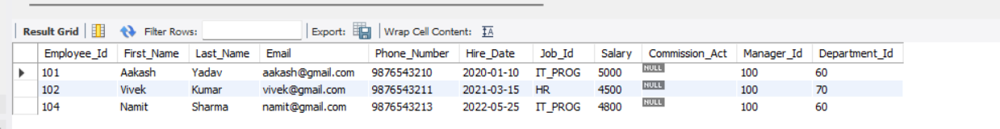 Result Grid Filter Rows: Export: Wrap Cell Content: IA
Employee_Id First_Name Last_Name Email Phone_Number Hire_Date Job_Id Salary Commission_Act Manager_Id Department_Id
101 Aakash Yadav aakash@gmail.com 9876543210 2020-01-10 IT_PROG 5000 NULL 100 60
102 Vivek Kumar vivek@gmail.com 9876543211 2021-03-15 HR 4500 NULL 100 70
104 Namit Sharma namit@gmail.com 9876543213 2022-05-25 IT_PROG 4800 NULL 100 60